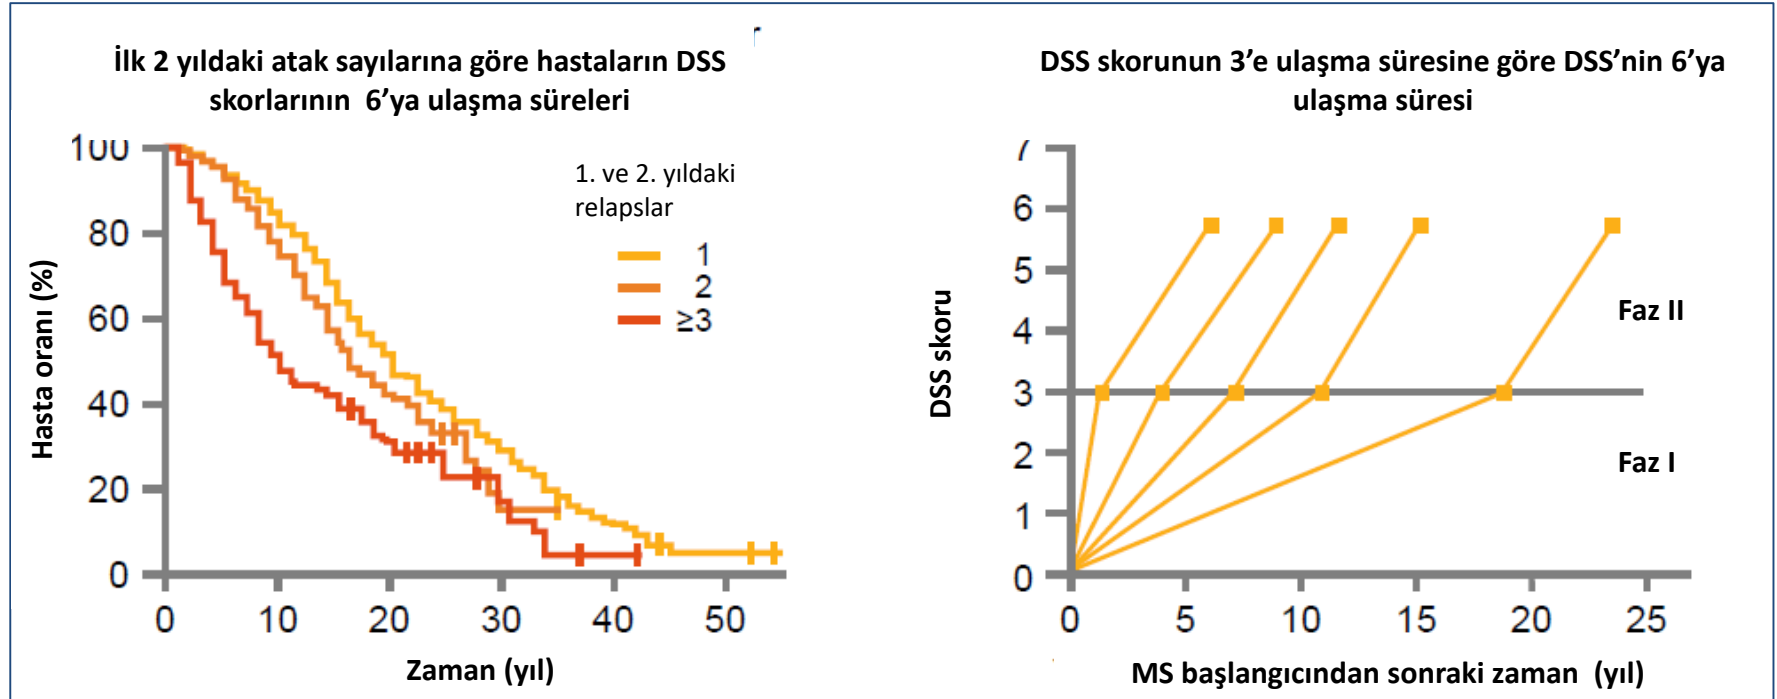 İlk 2 yıldaki atak sayılarına göre hastaların DSS
skorlarının 6’ya ulaşma süreleri
100
80
60
40
20
0
Hasta oranı (%)
1. ve 2. yıldaki
relapslar
1
2
≥3
0 10 20 30 40 50
Zaman (yıl)
DSS skorunun 3’e ulaşma süresine göre DSS’nin 6’ya
ulaşma süresi
7
6
5
4
3
2
1
0
DSS skoru
Faz II
Faz I
0 5 10 15 20 25
MS başlangıcından sonraki zaman (yıl)